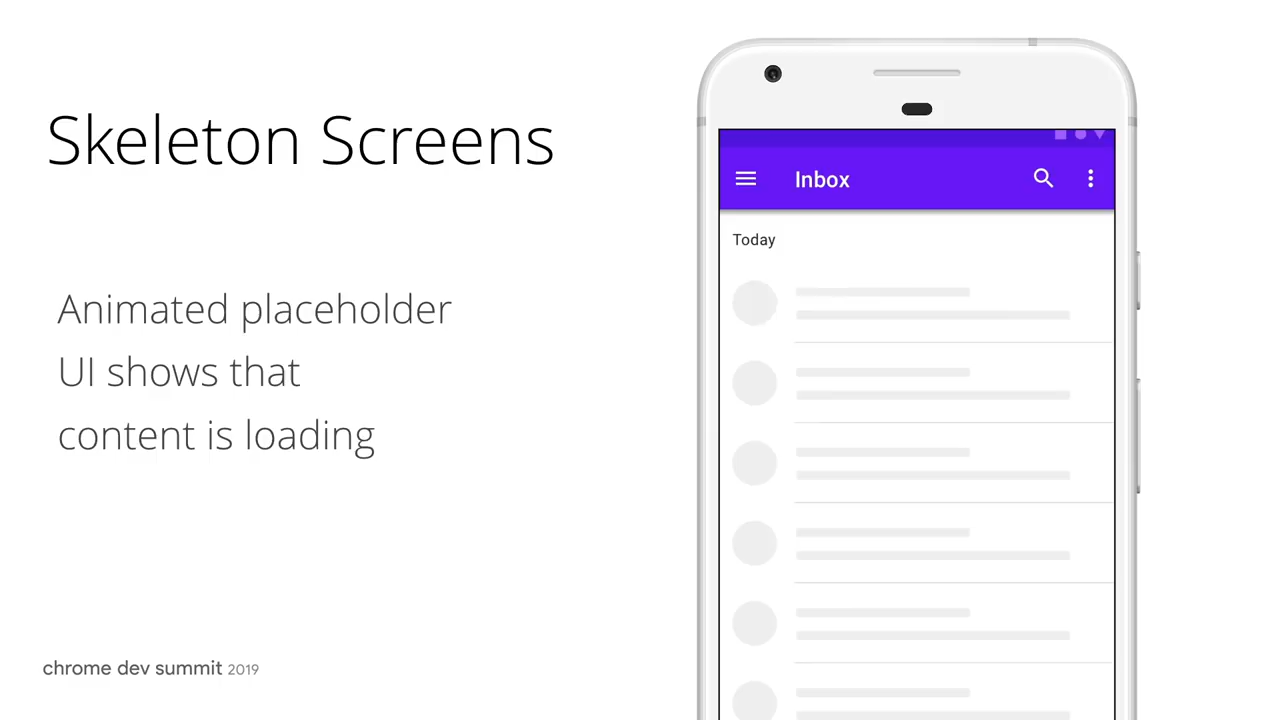 Skeleton Screens
Animated placeholder
UI shows that
content is loading
chrome dev summit 2019
Inbox
Today